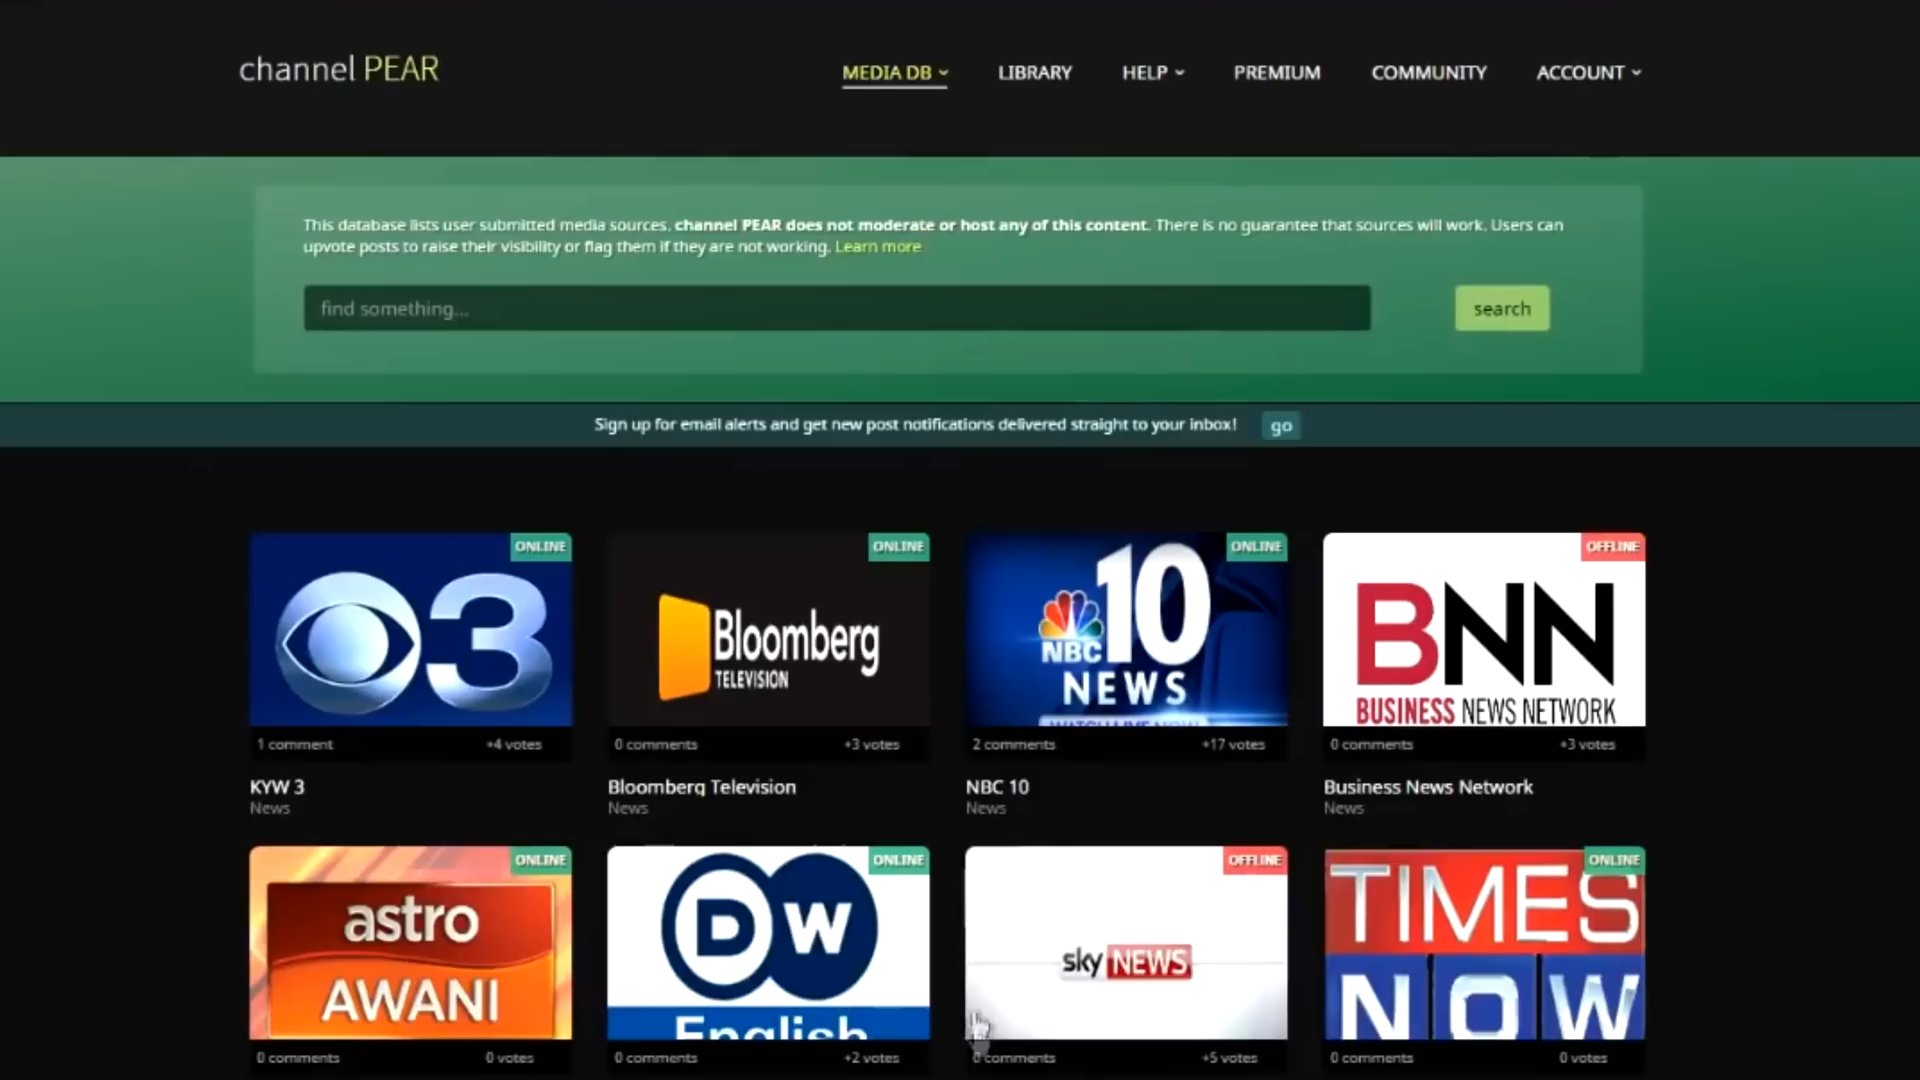 channel PEAR
MEDIA DB LIBRARY HELP PREMIUM COMMUNITY ACCOUNT
This database lists user submitted media sources. channel PEAR does not moderate or host any of this content. There is no guarantee that sources will work. Users can
upvote posts to raise their visibility or flag them if they are not working. Learn more
find something...
search
Sign up for email alerts and get new post notifications delivered straight to your inbox!
go
ONLINE
3
1 comment +4 votes
KYW 3
News
ONLINE
Bloomberg
TELEVISION
0 comments +3 votes
Bloomberg Television
News
ONLINE
10
NBC
NEWS
WATCH LIVE NOW
2 comments +17 votes
NBC 10
News
OFFLINE
BNN
BUSINESS NEWS NETWORK
0 comments +3 votes
Business News Network
News
ONLINE
astro
AWANI
0 comments 0 votes
ONLINE
DW
English
0 comments +2 votes
OFFLINE
sky NEWS
0 comments +5 votes
ONLINE
TIMES
NOW
0 comments 0 votes